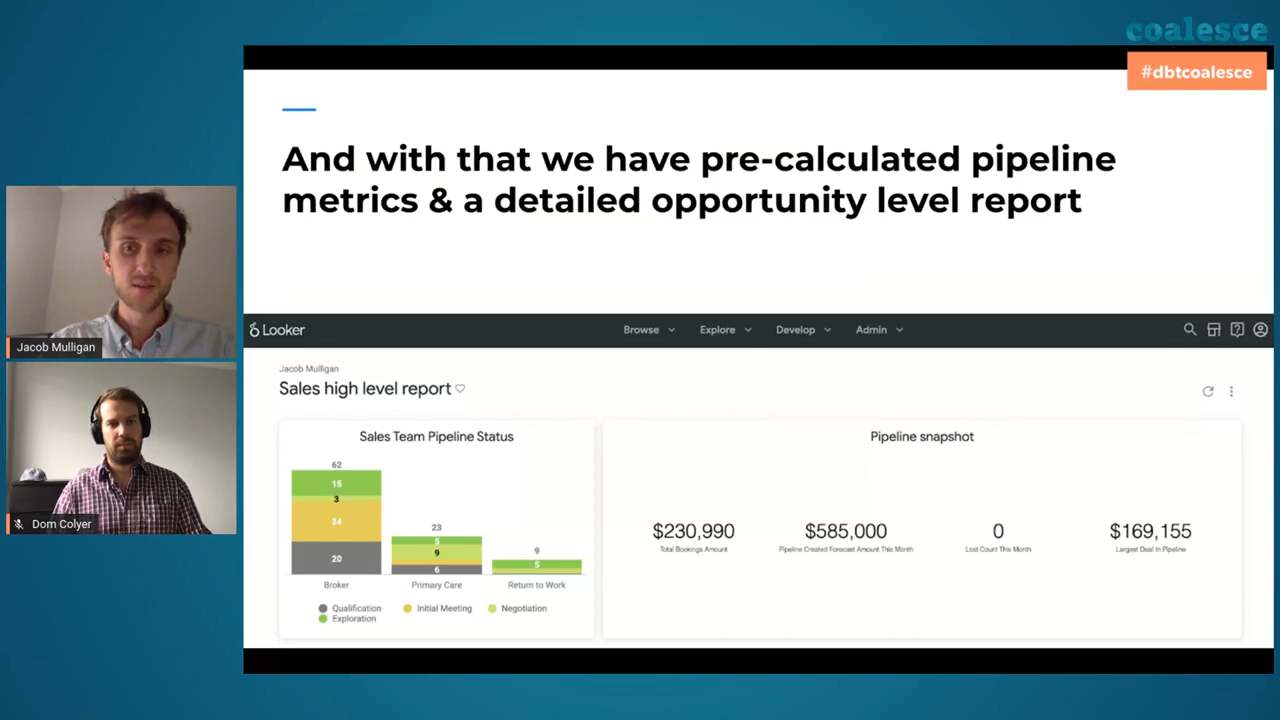 coalesce
#dbtcoalesce
And with that we have pre-calculated pipeline
metrics & a detailed opportunity level report
Jacob Mulligan
Dom Colyer
Looker
Browse
Explore
Develop
Admin
Jacob Mulligan
Sales high level report
Sales Team Pipeline Status
62
15
3
24
20
23
5
9
6
9
5
Broker
Primary Care
Return to Work
Qualification
Initial Meeting
Negotiation
Exploration
Pipeline snapshot
$230,990
Total Bookings Amount
$585,000
Pipeline Created Forecast Amount This Month
0
Lost Count This Month
$169,155
Largest Deal In Pipeline